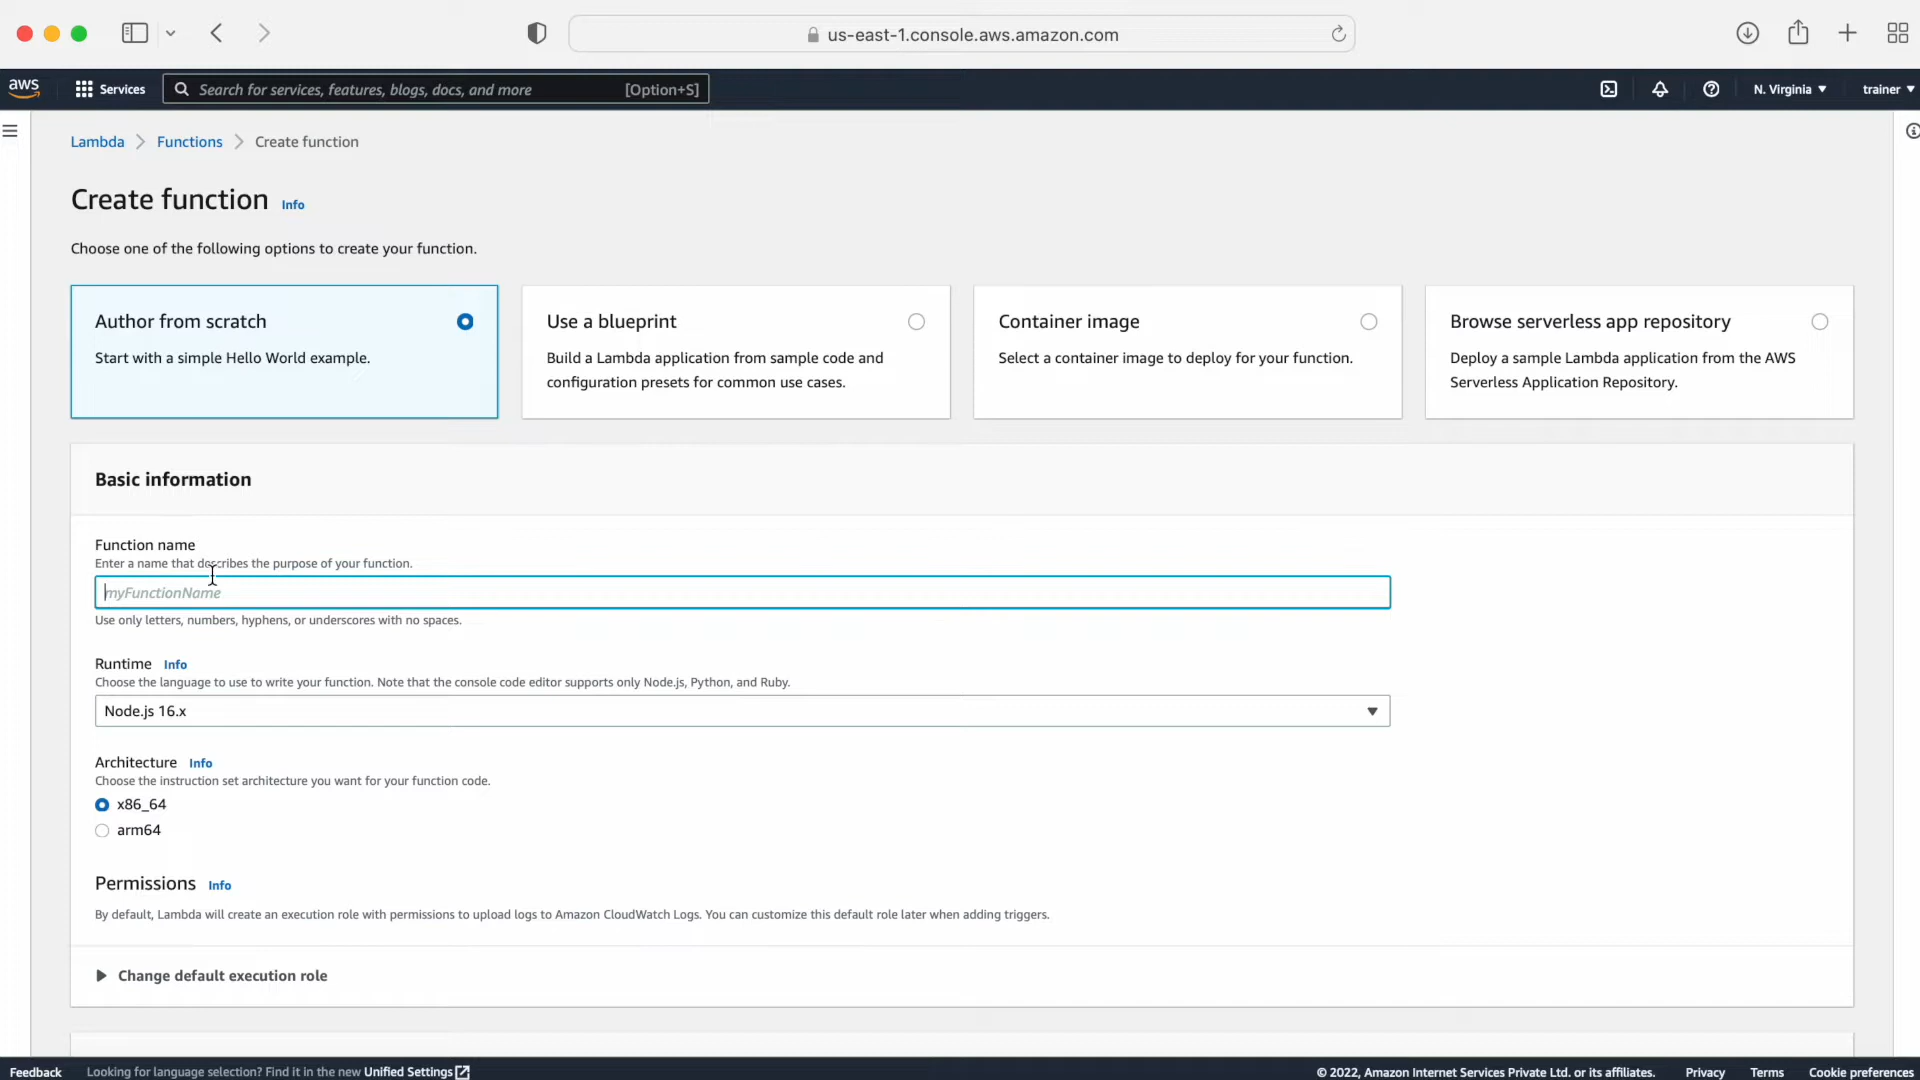 us-east-1.console.aws.amazon.com
aws
Services
Search for services, features, blogs, docs, and more
[Option+S]
N. Virginia
trainer
Lambda
Functions
Create function
Create function
Info
Choose one of the following options to create your function.
Author from scratch
Start with a simple Hello World example.
Use a blueprint
Build a Lambda application from sample code and
configuration presets for common use cases.
Container image
Select a container image to deploy for your function.
Browse serverless app repository
Deploy a sample Lambda application from the AWS
Serverless Application Repository.
Basic information
Function name
Enter a name that describes the purpose of your function.
myFunctionName
Use only letters, numbers, hyphens, or underscores with no spaces.
Runtime Info
Choose the language to use to write your function. Note that the console code editor supports only Node.js, Python, and Ruby.
Node.js 16.x
Architecture Info
Choose the instruction set architecture you want for your function code.
x86_64
arm64
Permissions Info
By default, Lambda will create an execution role with permissions to upload logs to Amazon CloudWatch Logs. You can customize this default role later when adding triggers.
Change default execution role
Feedback
Looking for language selection? Find it in the new Unified Settings
© 2022, Amazon Internet Services Private Ltd. or its affiliates.
Privacy
Terms
Cookie preferences